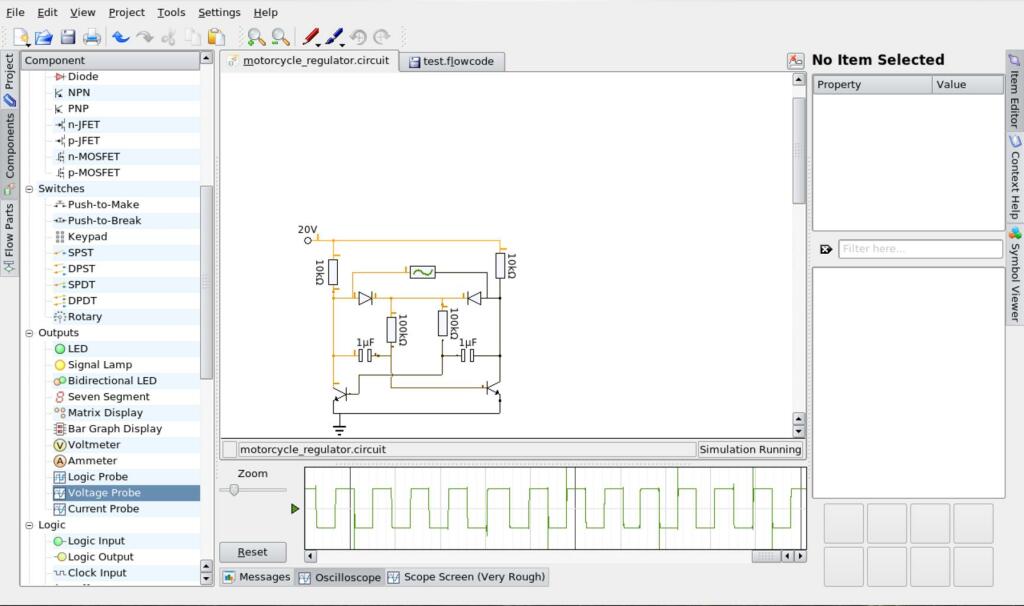 File Edit View Project Tools Settings Help
Project
Components
Flow Parts
Component
Diode
NPN
PNP
n-JFET
p-JFET
n-MOSFET
p-MOSFET
Switches
Push-to-Make
Push-to-Break
Keypad
SPST
DPST
SPDT
DPDT
Rotary
Outputs
LED
Signal Lamp
Bidirectional LED
Seven Segment
Matrix Display
Bar Graph Display
Voltmeter
Ammeter
Logic Probe
Voltage Probe
Current Probe
Logic
Logic Input
Logic Output
Clock Input
motorcycle_regulator.circuit
test.flowcode
20V
10kΩ
10kΩ
100kΩ
100kΩ
1µF
1µF
motorcycle_regulator.circuit
Simulation Running
Zoom
Reset
Messages
Oscilloscope
Scope Screen (Very Rough)
No Item Selected
Property
Value
Filter here...
Item Editor
Context Help
Symbol Viewer